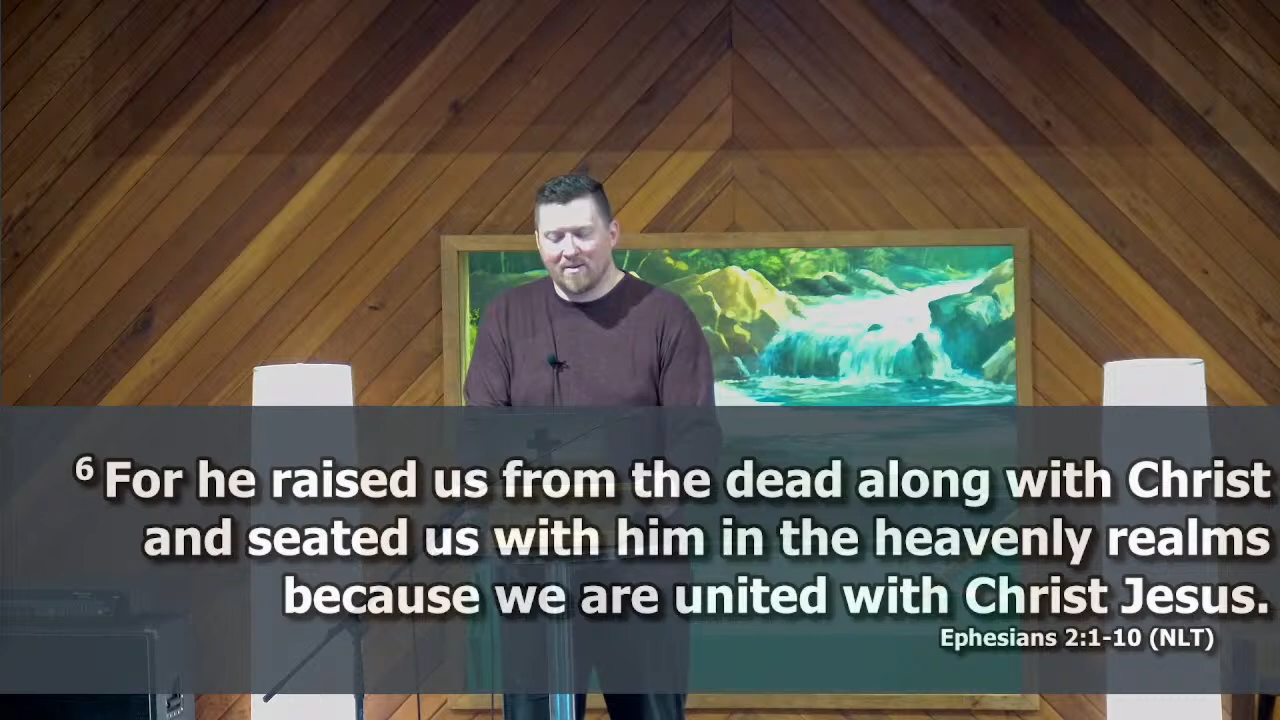 6 For he raised us from the dead along with Christ
and seated us with him in the heavenly realms
because we are united with Christ Jesus.
Ephesians 2:1-10 (NLT)